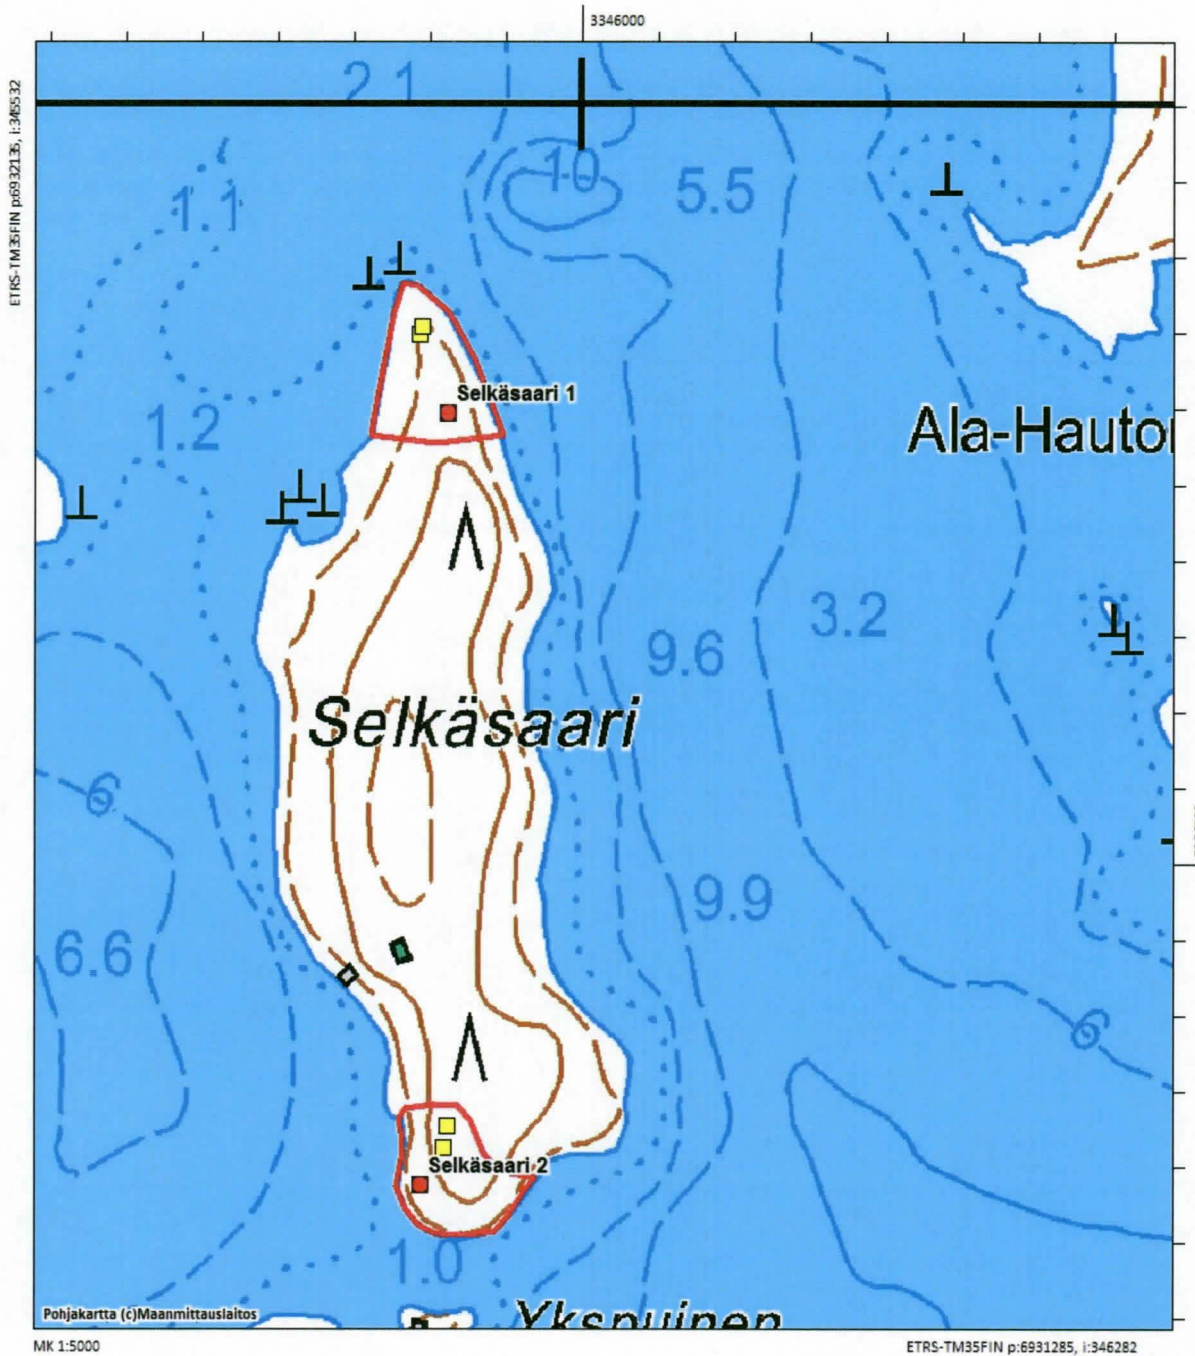 3346000
ETRS-TM35FIN p:6932135, i:345532
2.1
10
5.5
1.1
Selkäsaari 1
1.2
Ala-Hauto
3.2
9.6
Selkäsaari
6
9.9
6.6
6
Selkäsaari 2
1.0
Pohjakartta (c)Maanmittauslaitos
Ykspuinen
MK 1:5000
ETRS-TM35FIN p:6931285, i:346282